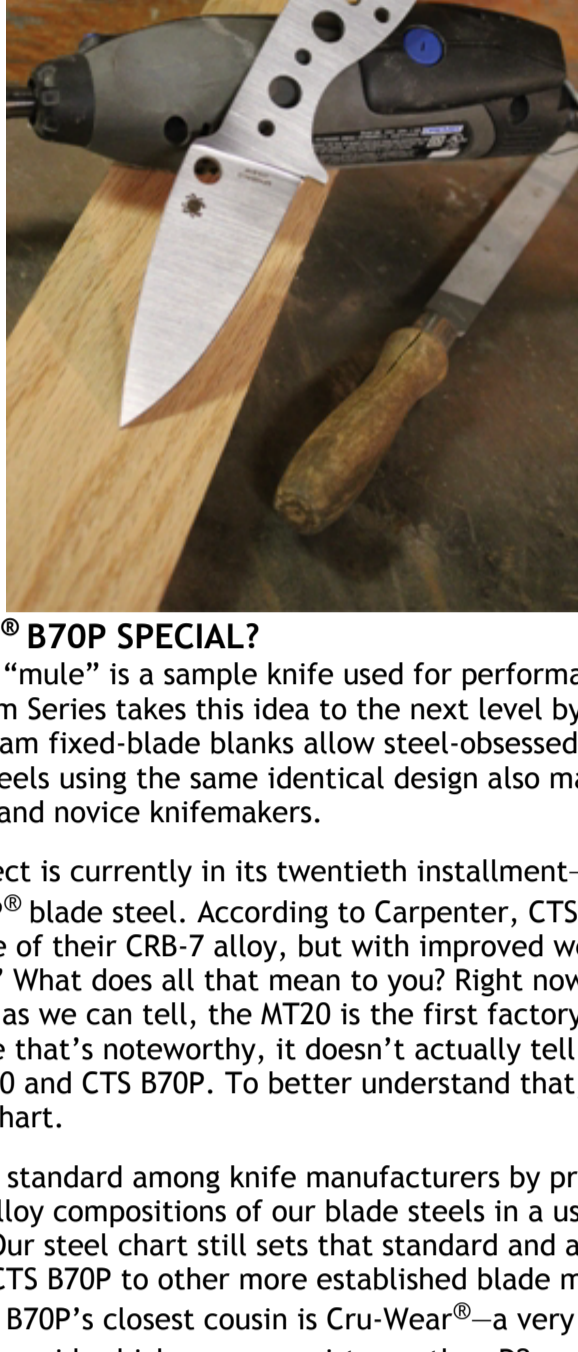 ® B70P SPECIAL?
“mule” is a sample knife used for performa
m Series takes this idea to the next level by
am fixed-blade blanks allow steel-obsessed
eels using the same identical design also ma
and novice knifemakers.
ect is currently in its twentieth installment–
® blade steel. According to Carpenter, CTS
e of their CRB-7 alloy, but with improved w
” What does all that mean to you? Right now
as we can tell, the MT20 is the first factory
e that’s noteworthy, it doesn’t actually tell
0 and CTS B70P. To better understand that
hart.
standard among knife manufacturers by pr
lloy compositions of our blade steels in a us
Our steel chart still sets that standard and a
CTS B70P to other more established blade m
B70P’s closest cousin is Cru-Wear®—a very